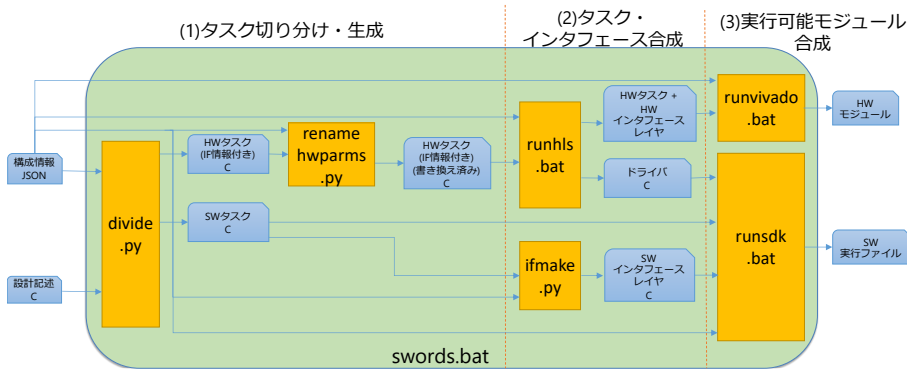 (1)タスク切り分け・生成
(2)タスク・
インタフェース合成
(3)実行可能モジュール
合成
構成情報
JSON
設計記述
C
divide
.py
HWタスク
(IF情報付き)
C
SWタスク
C
rename
hwparms
.py
HWタスク
(IF情報付き)
(書き換え済み)
C
runhls
.bat
ifmake
.py
HWタスク +
HW
インタフェース
レイヤ
ドライバ
C
SW
インタフェース
レイヤ
C
runvivado
.bat
runsdk
.bat
HW
モジュール
SW
実行ファイル
swords.bat